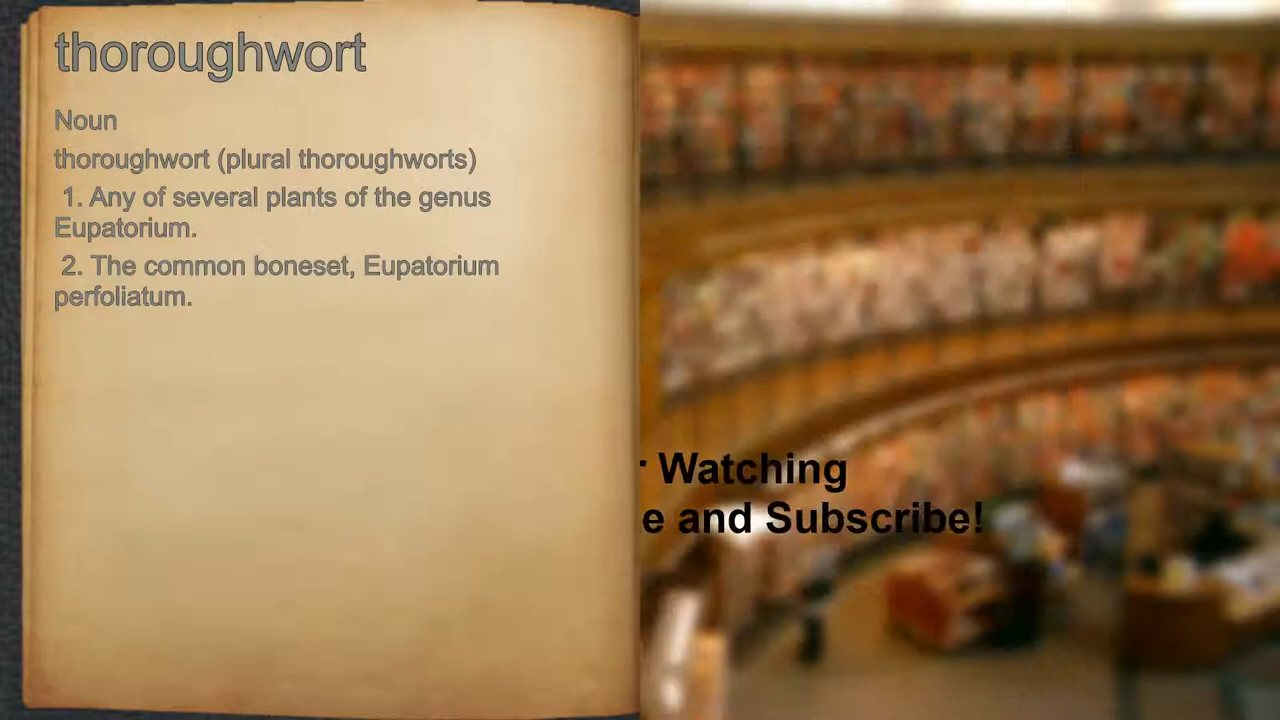 thoroughwort
Noun
thoroughwort (plural thoroughworts)
1. Any of several plants of the genus
Eupatorium.
2. The common boneset, Eupatorium
perfoliatum.
Watching
and Subscribe!